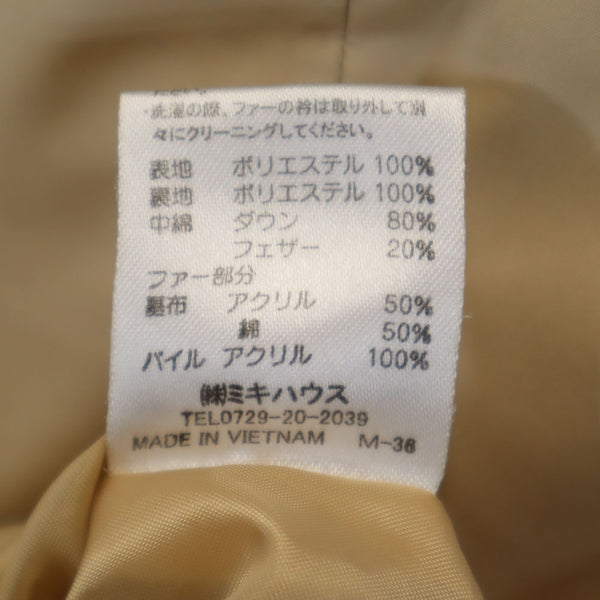 ださい。
・洗濯の際、ファーの衿は取り外して別
々にクリーニングしてください。
表地 ポリエステル 100%
裏地 ポリエステル 100%
中綿 ダウン 80%
フェザー 20%
ファー部分
基布 アクリル 50%
綿 50%
パイル アクリル 100%
㈱ミキハウス
TEL0729-20-2039
MADE IN VIETNAM M-36